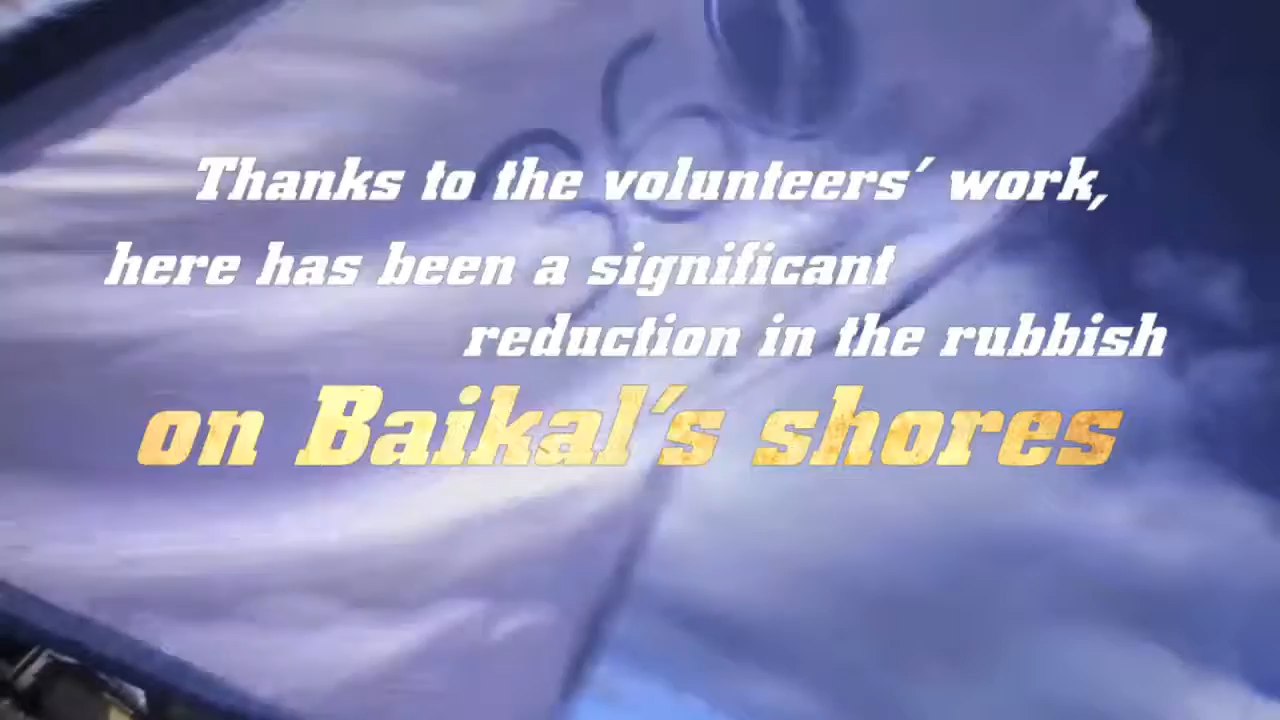 Thanks to the volunteers’ work,
here has been a significant
reduction in the rubbish
on Baikal’s shores